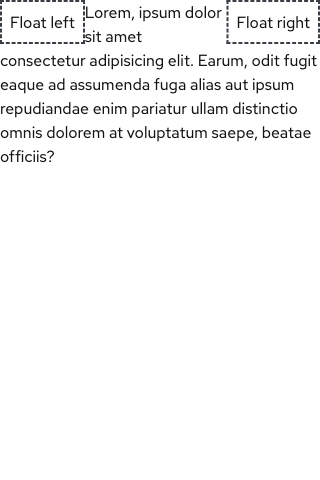 Float left
Lorem, ipsum dolor
Float right
sit amet
consectetur adipisicing elit. Earum, odit fugit
eaque ad assumenda fuga alias aut ipsum
repudiandae enim pariatur ullam distinctio
omnis dolorem at voluptatum saepe, beatae
officiis?